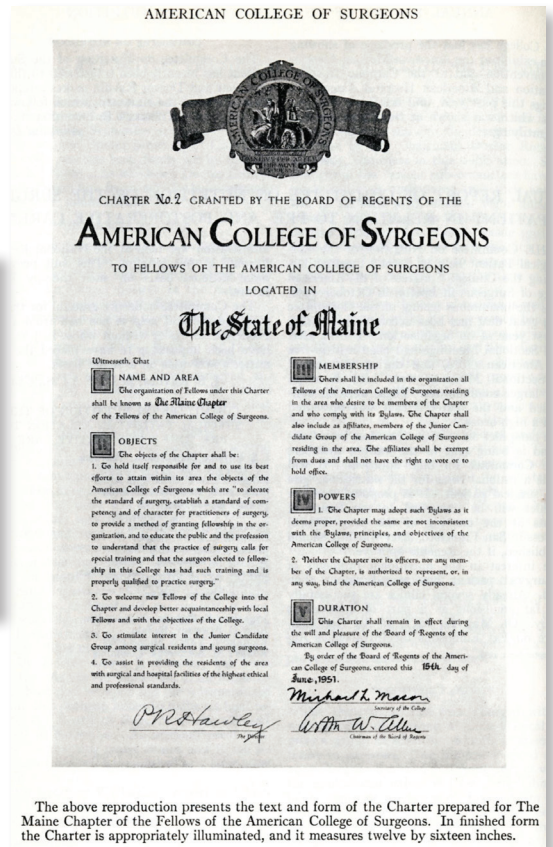 AMERICAN COLLEGE OF SURGEONS
AMERICAN COLLEGE OF SURGEONS
CHARTER No.2 GRANTED BY THE BOARD OF REGENTS OF THE
AMERICAN COLLEGE OF SVRGEONS
TO FELLOWS OF THE AMERICAN COLLEGE OF SURGEONS
LOCATED IN
The State of Maine
Witnesseth, That
I NAME AND AREA
The organization of Fellows under this Charter
shall be known as The Maine Chapter
of the Fellows of the American College of Surgeons.
II OBJECTS
The objects of the Chapter shall be:
1. To hold itself responsible for and to use its best
efforts to attain within its area the objects of the
American College of Surgeons which are "to elevate
the standard of surgery, establish a standard of com-
petency and of character for practitioners of surgery,
to provide a method of granting fellowship in the or-
ganization, and to educate the public and the profession
to understand that the practice of surgery calls for
special training and that the surgeon elected to fellow-
ship in this College has had such training and is
properly qualified to practice surgery."
2. To welcome new Fellows of the College into the
Chapter and develop better acquaintanceship with local
Fellows and with the objectives of the College.
3. To stimulate interest in the Junior Candidate
Group among surgical residents and young surgeons.
4. To assist in providing the residents of the area
with surgical and hospital facilities of the highest ethical
and professional standards.
P R Hawley
The Director
III MEMBERSHIP
There shall be included in the organization all
Fellows of the American College of Surgeons residing
in the area who desire to be members of the Chapter
and who comply with its Bylaws. The Chapter shall
also include as affiliates, members of the Junior Can-
didate Group of the American College of Surgeons
residing in the area. The affiliates shall be exempt
from dues and shall not have the right to vote or to
hold office.
IV POWERS
1. The Chapter may adopt such Bylaws as it
deems proper, provided the same are not inconsistent
with the Bylaws, principles, and objectives of the
American College of Surgeons.
2. Neither the Chapter nor its officers, nor any mem-
ber of the Chapter, is authorized to represent, or, in
any way, bind the American College of Surgeons.
V DURATION
This Charter shall remain in effect during
the will and pleasure of the Board of Regents of the
American College of Surgeons.
By order of the Board of Regents of the Ameri-
can College of Surgeons, entered this 15th day of
June, 1951.
Michael L. Mason
Secretary of the College
Arthur W. Allen
Chairman of the Board of Regents
The above reproduction presents the text and form of the Charter prepared for The
Maine Chapter of the Fellows of the American College of Surgeons. In finished form
the Charter is appropriately illuminated, and it measures twelve by sixteen inches.